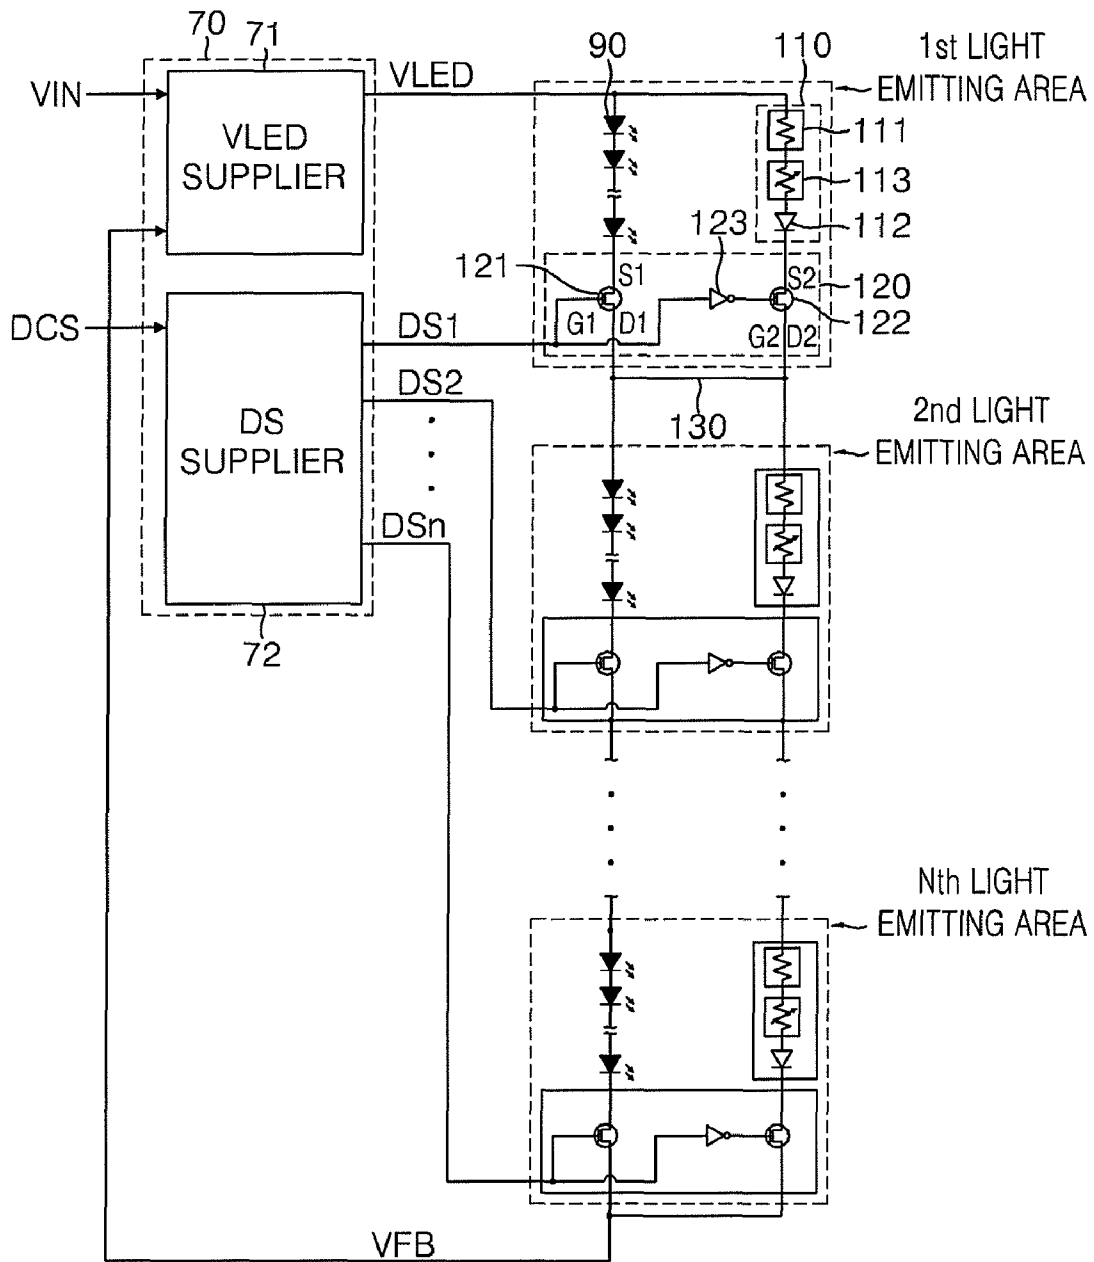 70
71
VIN
VLED
VLED
SUPPLIER
90
110
1st LIGHT
EMITTING AREA
111
113
112
123
121
S1
S2
120
122
G1
D1
G2
D2
DCS
DS1
DS2
DS
SUPPLIER
DSn
72
130
2nd LIGHT
EMITTING AREA
Nth LIGHT
EMITTING AREA
VFB